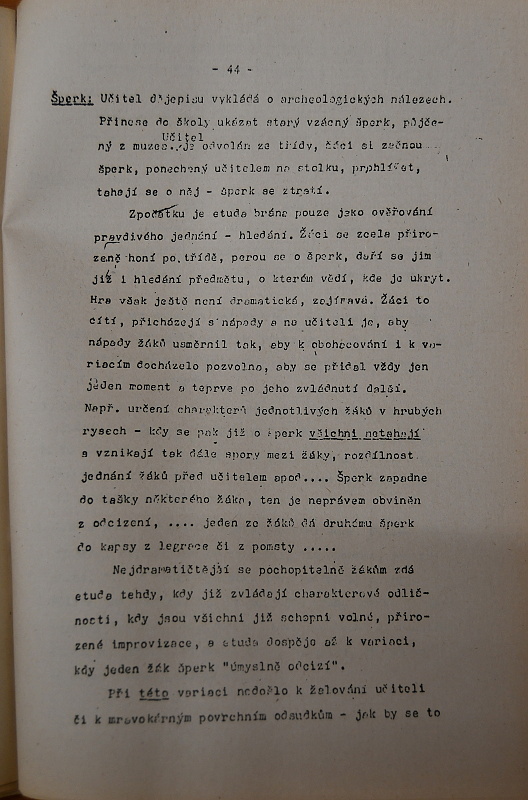 - 44 -
Šperk: Učitel dějepisu vykládá o archeologických nálezech.
Přinese do školy ukázat starý vzácný šperk, půjče-
Učitel
ný z muzea. je odvolán ze třídy, žáci si začnou
šperk, ponechaný učitelem na stolku, prohlížet,
tahají se o něj - šperk se ztratí.
Zpočátku je etuda brána pouze jako ověřování
pravdivého jednání - hledání. Žáci se zcela přiro-
zeně honí po třídě, perou se o šperk, daří se jim
již i hledání předmětu, o kterém vědí, kde je ukryt.
Hra však ještě není dramatická, zajímavá. Žáci to
cítí, přicházejí s nápady a na učiteli je, aby
nápady žáků usměrnil tak, aby k obohacování i k va-
riacím docházelo pozvolna, aby se přidal vždy jen
jeden moment a teprve po jeho zvládnutí další.
Např. určení charakterů jednotlivých žáků v hrubých
rysech - kdy se pak již o šperk všichni netahají
a vznikají tak dále spory mezi žáky, rozdílnost
jednání žáků před učitelem apod.... Šperk zapadne
do tašky některého žáka, ten je neprávem obviněn
z odcizení, .... jeden ze žáků dá druhému šperk
do kapsy z legrace či z pomsty .....
Nejdramatičtější se pochopitelně žákům zdá
etuda tehdy, kdy již zvládají charakterové odliš-
nosti, kdy jsou všichni již schopni volné, přiro-
zené improvizace, a etuda dospěje až k variaci,
kdy jeden žák šperk "úmyslně odcizí".
Při této variaci nedošlo k žalování učiteli
či k mravokárným povrchním odsudkům - jak by se to